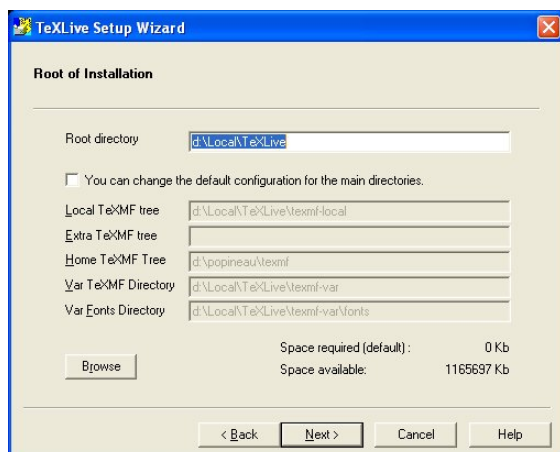 TeXLive Setup Wizard
Root of Installation
Root directory d:\Local\TeXLive
You can change the default configuration for the main directories.
Local TeXMF tree d:\Local\TeXLive\texmf-local
Extra TeXMF tree
Home TeXMF Tree d:\popineau\texmf
Var TeXMF Directory d:\Local\TeXLive\texmf-var
Var Fonts Directory d:\Local\TeXLive\texmf-var\fonts
Space required (default) : 0 Kb
Browse Space available: 1165697 Kb
< Back Next > Cancel Help